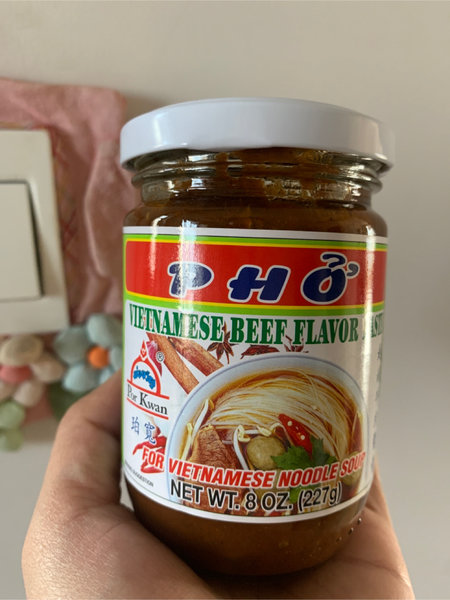 PHỞ
VIETNAMESE BEEF FLAVOR
Por Kwan
珀寬
FOR VIETNAMESE NOODLE SOUP
NET WT. 8 OZ. (227g)